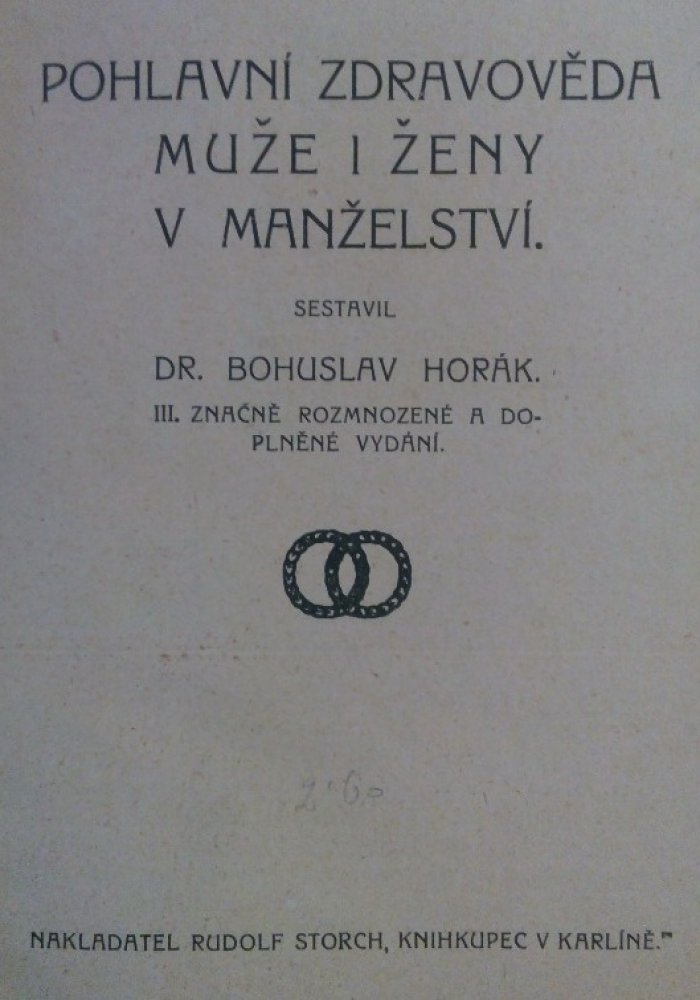 POHLAVNÍ ZDRAVOVĚDA
MUŽE I ŽENY
V MANŽELSTVÍ.
SESTAVIL
DR. BOHUSLAV HORÁK.
III. ZNAČNĚ ROZMNOZENÉ A DO-
PLNĚNÉ VYDÁNÍ.
2·60
NAKLADATEL RUDOLF STORCH, KNIHKUPEC V KARLÍNĚ.